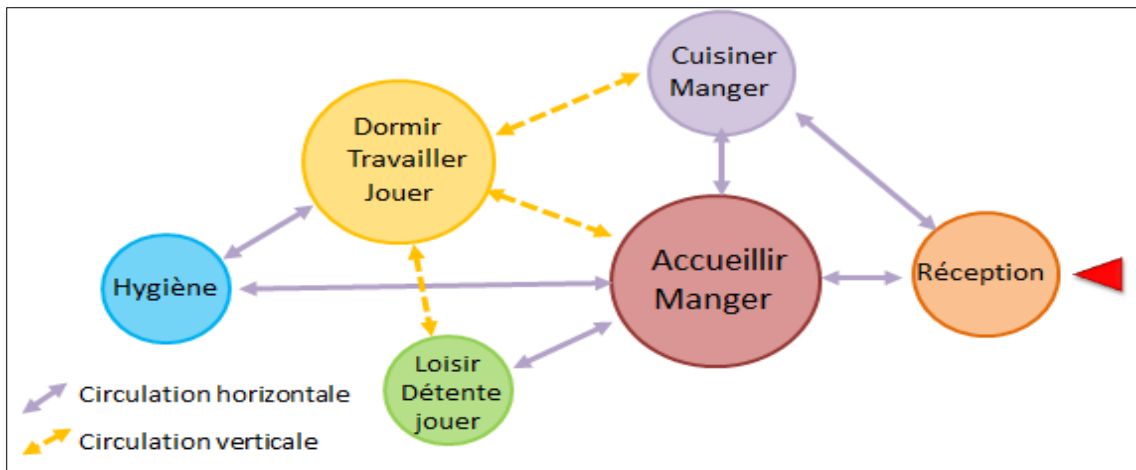 Cuisiner
Manger
Dormir
Travailler
Jouer
Accueillir
Manger
Réception
Hygiène
Loisir
Détente
jouer
Circulation horizontale
Circulation verticale